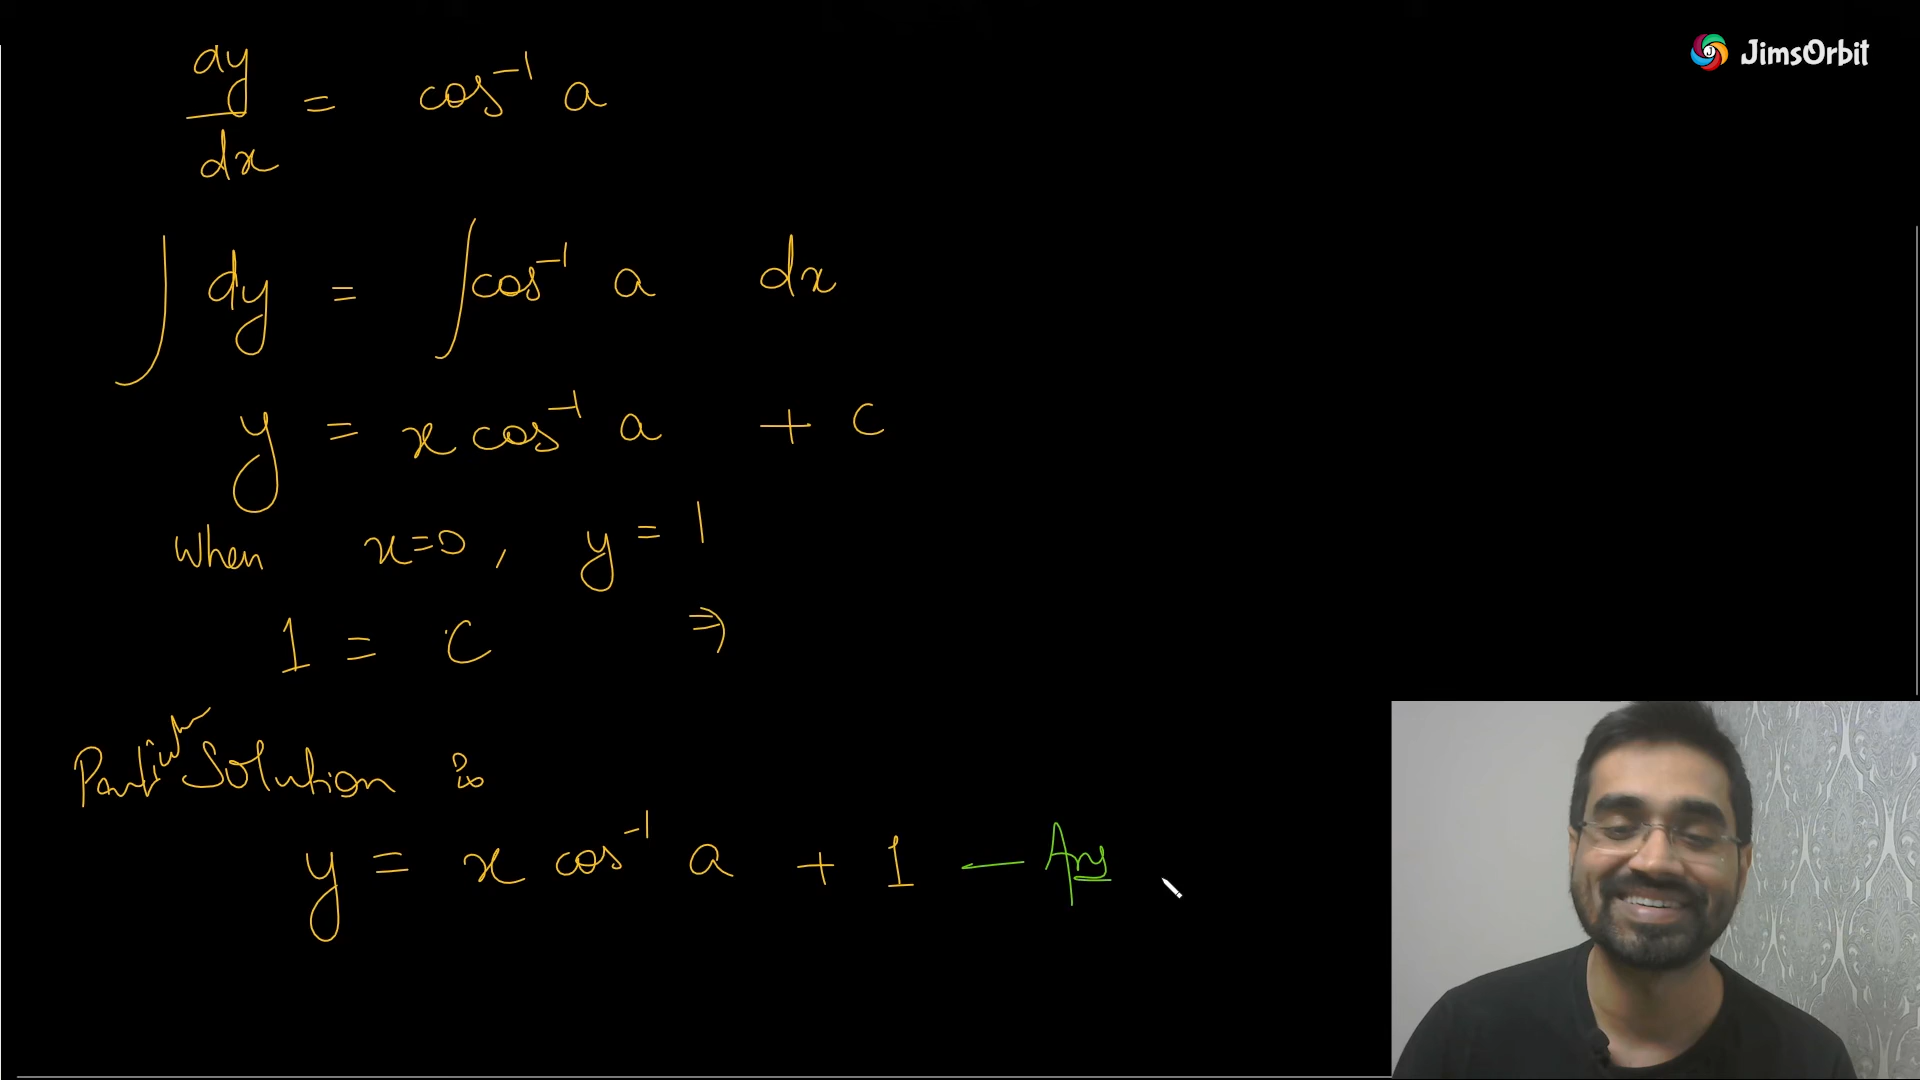 JimsOrbit
dy/dx = cos⁻¹ a
∫ dy = ∫ cos⁻¹ a dx
y = x cos⁻¹ a + c
when x=0, y = 1
1 = C ⇒
Solution is
y = x cos⁻¹ a + 1 — Ans